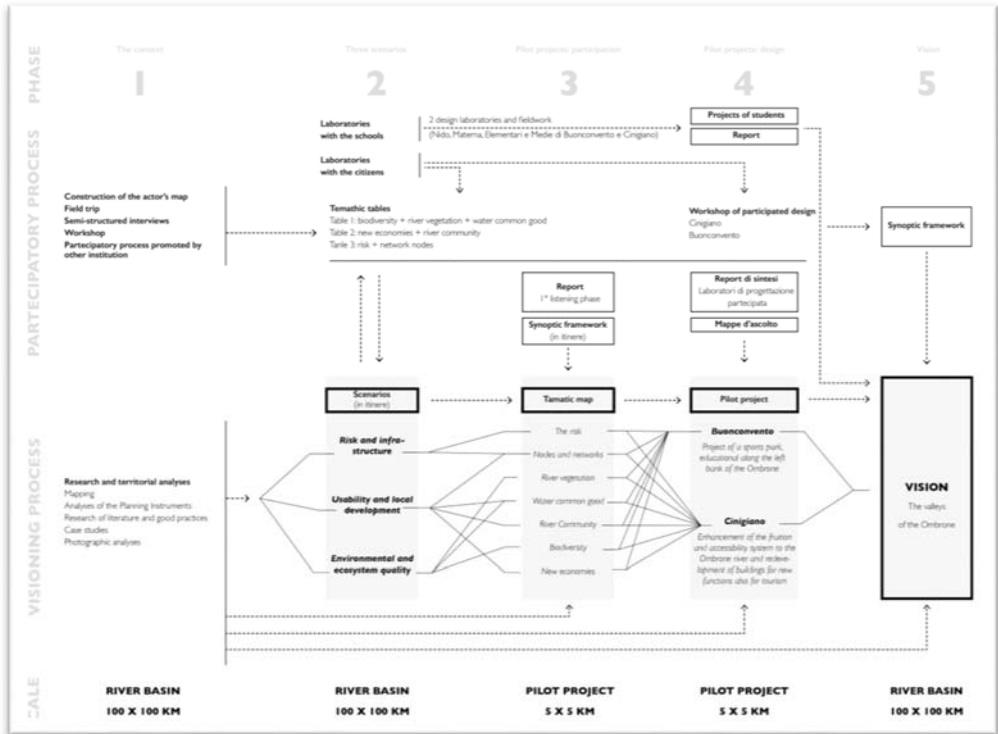 PHASE
The context
Three scenarios
Pilot projects: participation
Pilot projects: design
Vision
1
2
3
4
5
PARTECIPATORY PROCESS
Laboratories
with the schools
2 design laboratories and fieldwork
(Nido, Materna, Elementari e Medie di Buonconvento e Cinigiano)
Projects of students
Report
Laboratories
with the citizens
Construction of the actor's map
Field trip
Semi-structured interviews
Workshop
Partecipatory process promoted by
other institution
Temathic tables
Table 1: biodiversity + river vegetation + water common good
Table 2: new economies + river community
Tanle 3: risk + network nodes
Workshop of participated design
Cinigiano
Buonconvento
Synoptic framework
Report
1st listening phase
Synoptic framework
(in itinere)
Report di sintesi
Laboratori di progettazione
partecipata
Mappe d'ascolto
VISIONING PROCESS
Scenarios
(in itinere)
Tamatic map
Pilot project
Research and territorial analyses
Mapping
Analyses of the Planning Instruments
Research of literature and good practices
Case studies
Photographic analyses
Risk and infra-
structure
Usability and local
development
Environmental and
ecosystem quality
The risk
Nodes and networks
River vegetation
Water common good
River Community
Biodiversity
New economies
Buonconvento
Project of a sports park,
educational along the left
bank of the Ombrone
Cinigiano
Enhancement of the fruition
and accessibility system to the
Ombrone river and redeve-
lopment of buildings for new
functions also for tourism
VISION
The valleys
of the Ombrone
CALE
RIVER BASIN
100 X 100 KM
RIVER BASIN
100 X 100 KM
PILOT PROJECT
5 X 5 KM
PILOT PROJECT
5 X 5 KM
RIVER BASIN
100 X 100 KM